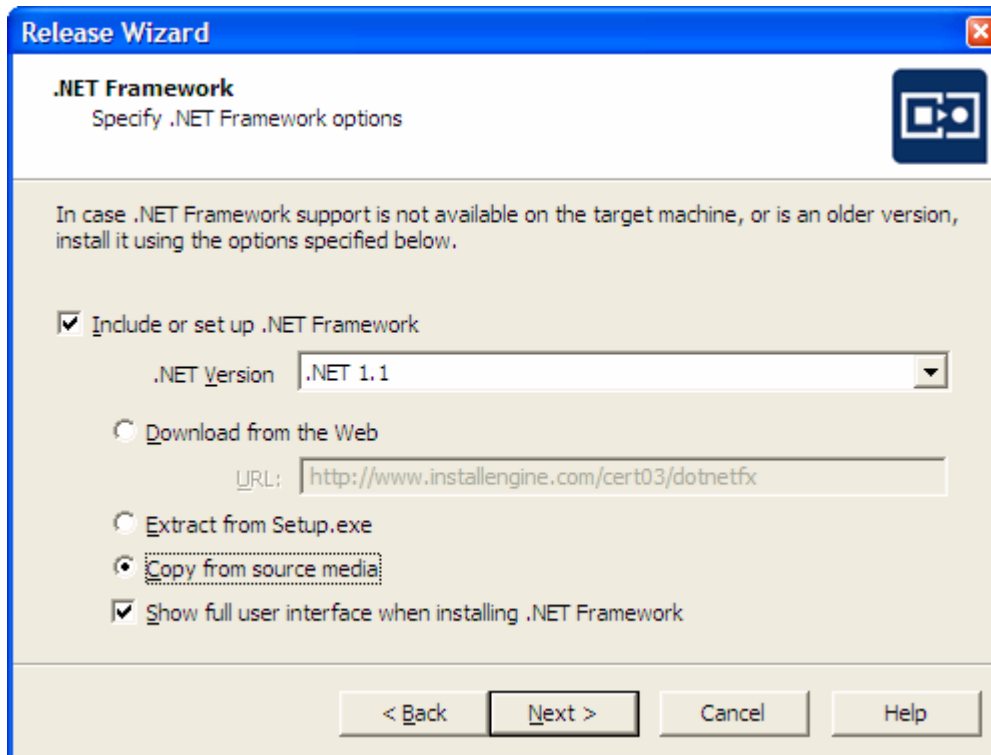 Release Wizard
.NET Framework
Specify .NET Framework options
In case .NET Framework support is not available on the target machine, or is an older version,
install it using the options specified below.
Include or set up .NET Framework
.NET Version .NET 1.1
Download from the Web
URL: http://www.installengine.com/cert03/dotnetfx
Extract from Setup.exe
Copy from source media
Show full user interface when installing .NET Framework
< Back Next > Cancel Help